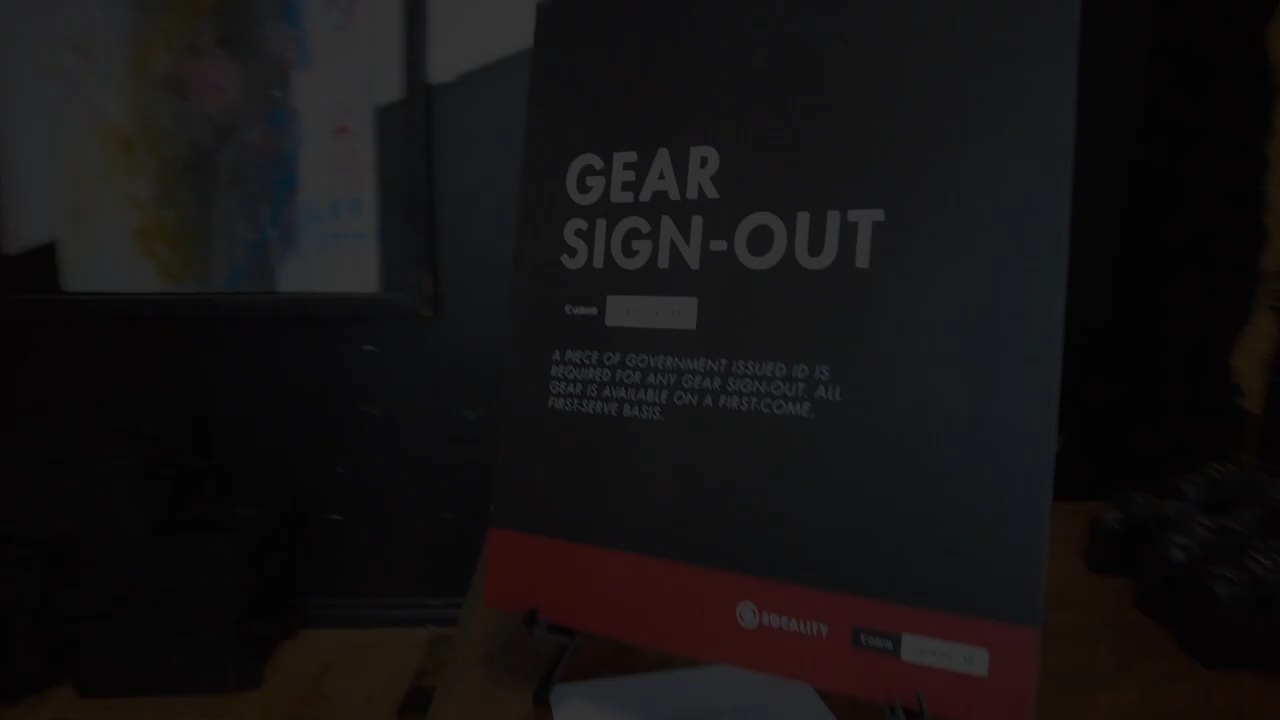 GEAR
SIGN-OUT
Canon
A PIECE OF GOVERNMENT ISSUED ID IS
REQUIRED FOR ANY GEAR SIGN-OUT. ALL
GEAR IS AVAILABLE ON A FIRST-COME,
FIRST-SERVE BASIS.
SOCALITY
Canon